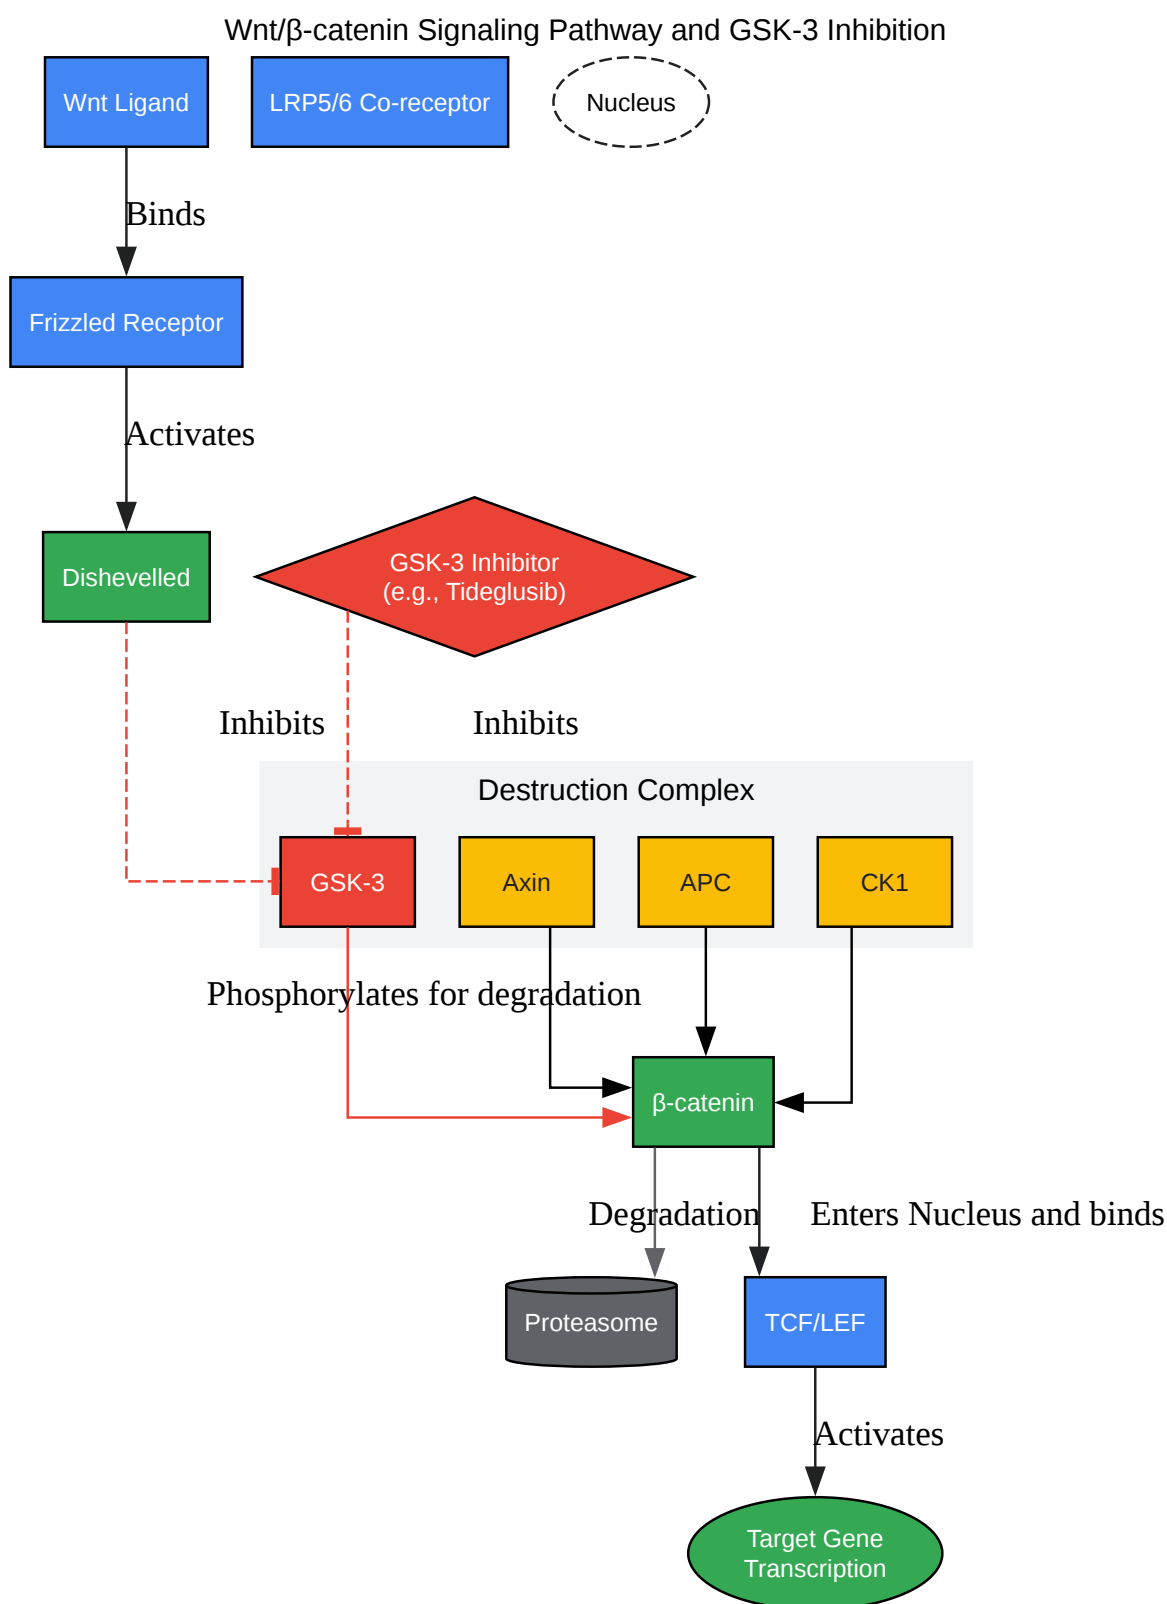 Wnt/β-catenin Signaling Pathway and GSK-3 Inhibition
Wnt Ligand
LRP5/6 Co-receptor
Nucleus
Binds
Frizzled Receptor
Activates
Dishevelled
GSK-3 Inhibitor
(e.g., Tideglusib)
Inhibits
Inhibits
Destruction Complex
GSK-3
Axin
APC
CK1
Phosphorylates for degradation
β-catenin
Degradation
Enters Nucleus and binds
Proteasome
TCF/LEF
Activates
Target Gene
Transcription